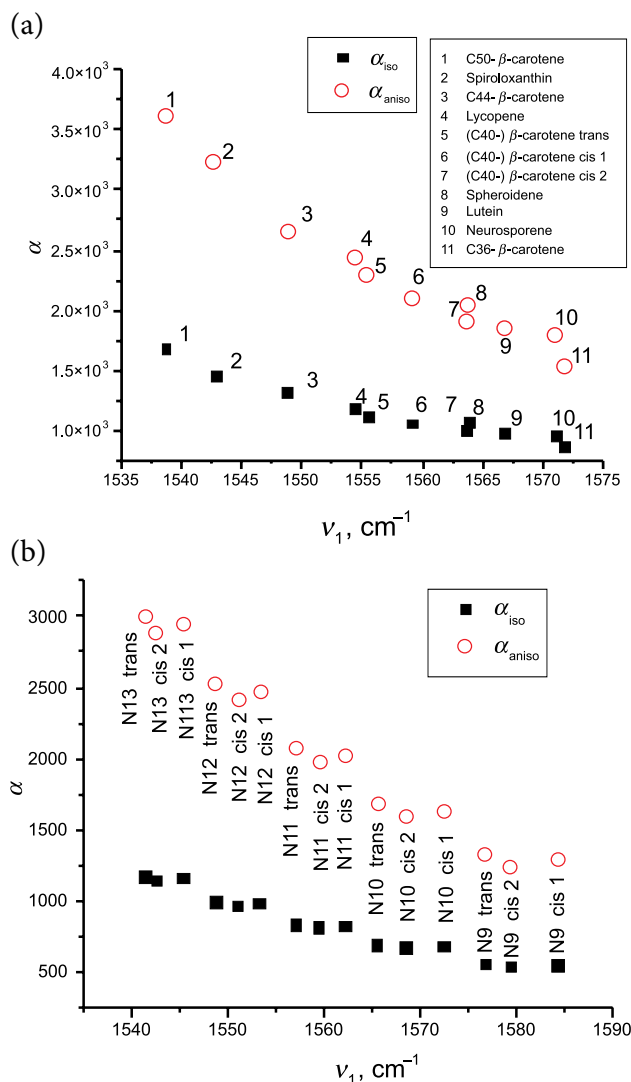 (a)
α_iso
α_aniso
1 C50- β-carotene
2 Spiroloxanthin
3 C44- β-carotene
4 Lycopene
5 (C40-) β-carotene trans
6 (C40-) β-carotene cis 1
7 (C40-) β-carotene cis 2
8 Spheroidene
9 Lutein
10 Neurosporene
11 C36- β-carotene
4.0×10³
3.5×10³
3.0×10³
2.5×10³
2.0×10³
1.5×10³
1.0×10³
α
1 2 3 4 5 6 7 8 9 10 11
1 2 3 4 5 6 7 8 9 10 11
1535 1540 1545 1550 1555 1560 1565 1570 1575
ν₁, cm⁻¹
(b)
α_iso
α_aniso
3000
2500
2000
1500
1000
500
α
N13 trans
N13 cis 2
N113 cis 1
N12 trans
N12 cis 2
N12 cis 1
N11 trans
N11 cis 2
N11 cis 1
N10 trans
N10 cis 2
N10 cis 1
N9 trans
N9 cis 2
N9 cis 1
1540 1550 1560 1570 1580 1590
ν₁, cm⁻¹